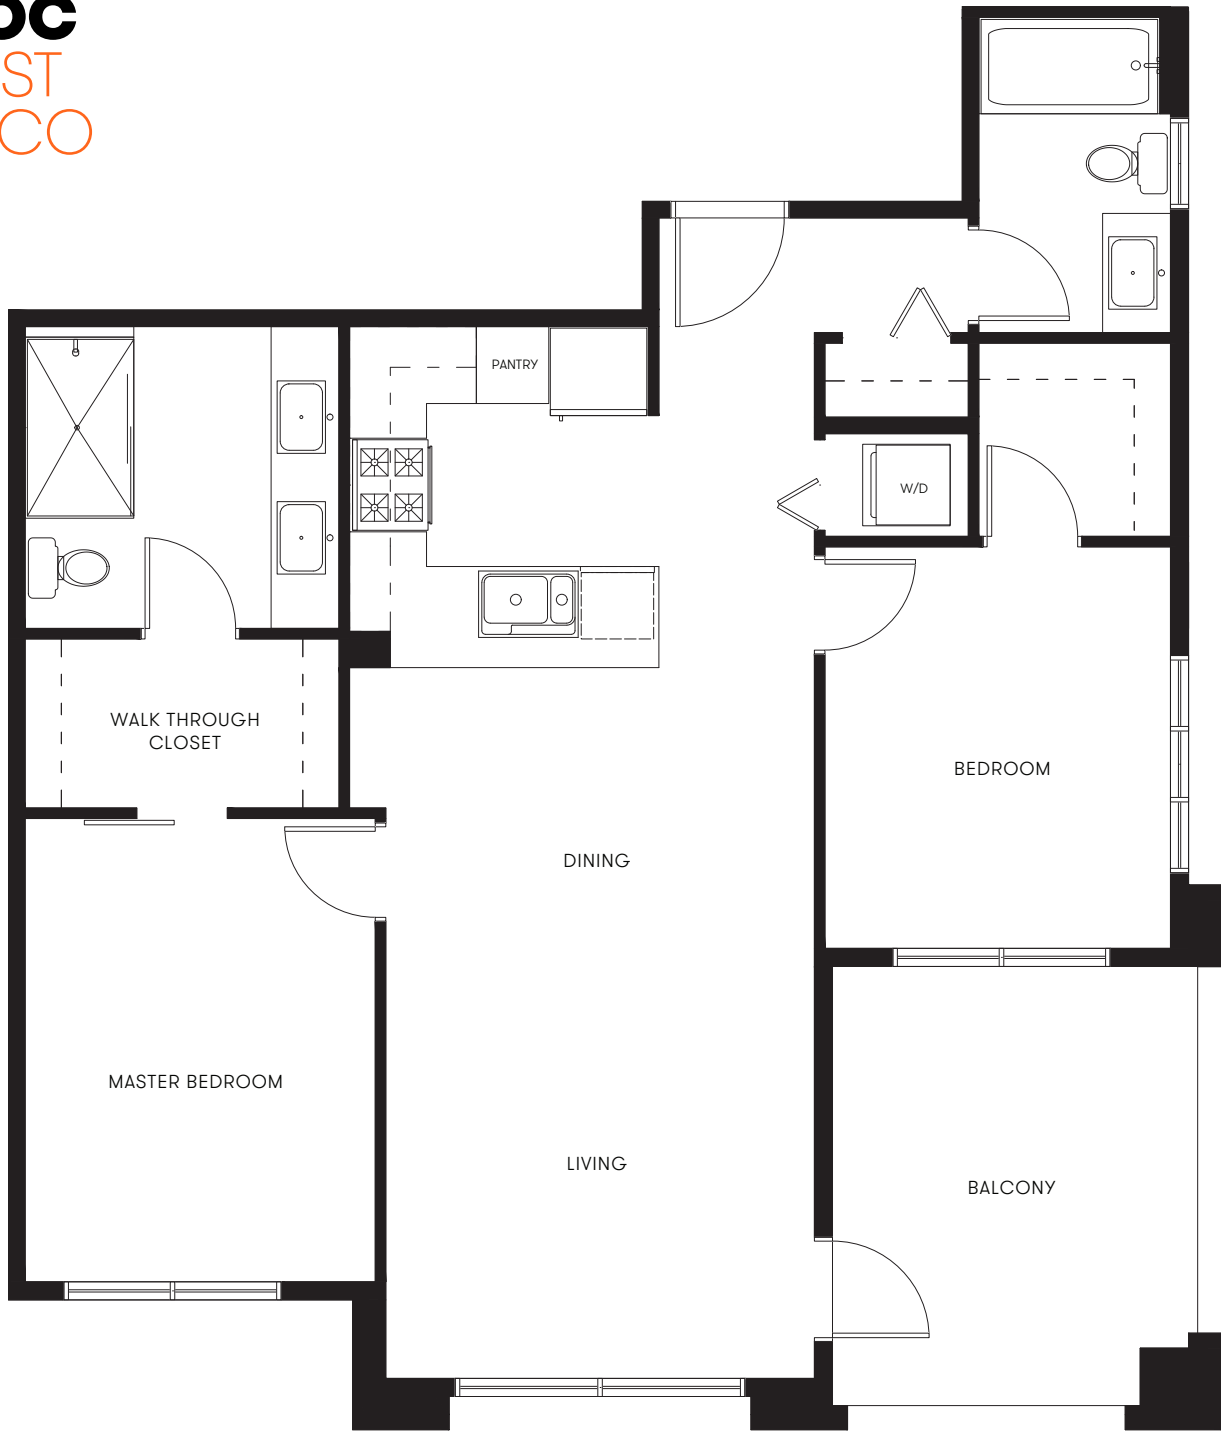 ST
CO
PANTRY
W/D
WALK THROUGH
CLOSET
BEDROOM
DINING
MASTER BEDROOM
LIVING
BALCONY